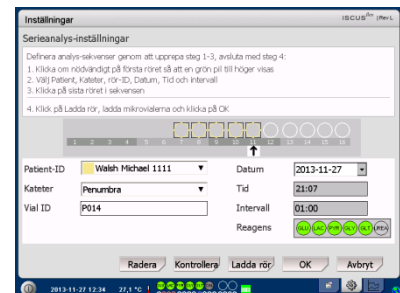 Inställningar ISCUSflex (RevL
Serieanalys-inställningar
Definera analys-sekvenser genom att upprepa steg 1-3, avsluta med steg 4:
1. Klicka om nödvändigt på första röret så att en grön pil till höger visas
2. Välj Patient, Kateter, rör-ID, Datum, Tid och intervall
3. Klicka på sista röret i sekvensen
4. Klick på Ladda rör, ladda mikrovialerna och klicka på OK
1 2 3 4 5 6 7 8 9 10 11 12 13 14 15 16
Patient-ID Walsh Michael 1111 Datum 2013-11-27
Kateter Penumbra Tid 21:07
Vial ID P014 Intervall 01:00
Reagens GLU LAC PYR GLY GLT UREA
Radera Kontrollera Ladda rör OK Avbryt
2013-11-27 12:34 27,1 °C